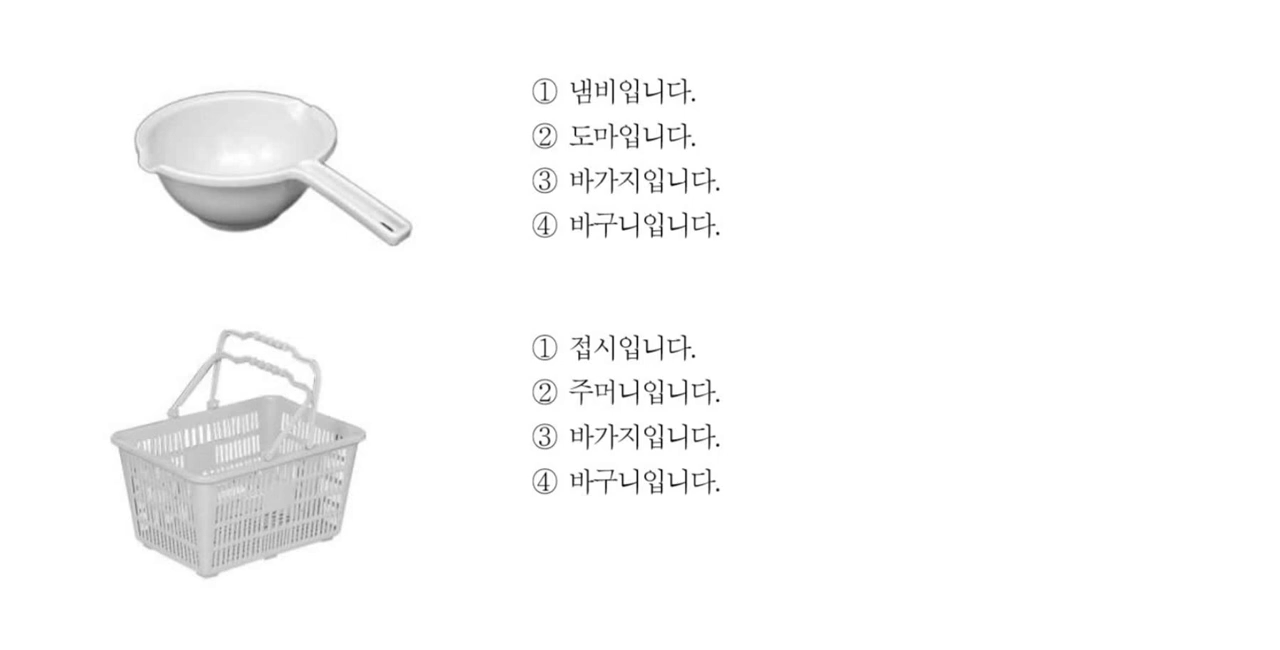 ① 냄비입니다.
② 도마입니다.
③ 바가지입니다.
④ 바구니입니다.
① 접시입니다.
② 주머니입니다.
③ 바가지입니다.
④ 바구니입니다.